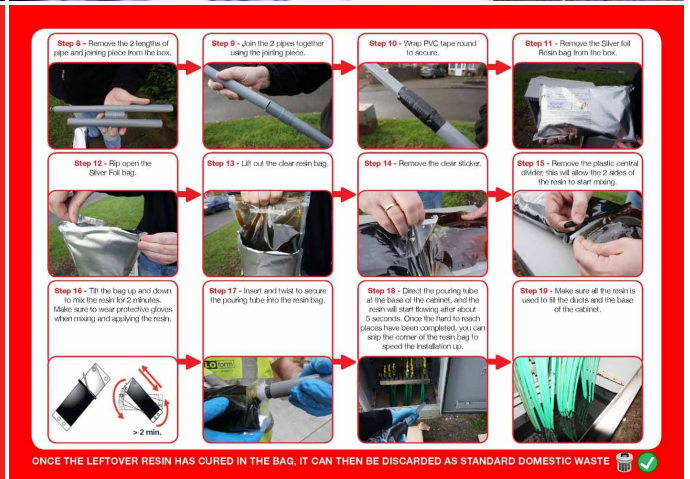 Step 8 – Remove the 2 lengths of
pipe and joining piece from the box.
Step 9 - Join the 2 pipes together
using the joining piece.
Step 10 - Wrap PVC tape round
to secure.
Step 11 - Remove the Silver foil
Resin bag from the box.
Step 12 - Rip open the
Silver Foil bag.
Step 13 - Lift out the clear resin bag.
Step 14 - Remove the clear sticker.
Step 15 - Remove the plastic central
divider, this will allow the 2 sides of
the resin to start mixing.
Step 16 - Tilt the bag up and down
to mix the resin for 2 minutes.
Make sure to wear protective gloves
when mixing and applying the resin.
> 2 min.
Step 17 - Insert and twist to secure
the pouring tube into the resin bag.
Step 18 - Direct the pouring tube
at the base of the cabinet, and the
resin will start flowing after about
5 seconds. Once the hard to reach
places have been completed, you can
snip the corner of the resin bag to
speed the installation up.
Step 19 - Make sure all the resin is
used to fill the ducts and the base
of the cabinet.
ONCE THE LEFTOVER RESIN HAS CURED IN THE BAG, IT CAN THEN BE DISCARDED AS STANDARD DOMESTIC WASTE